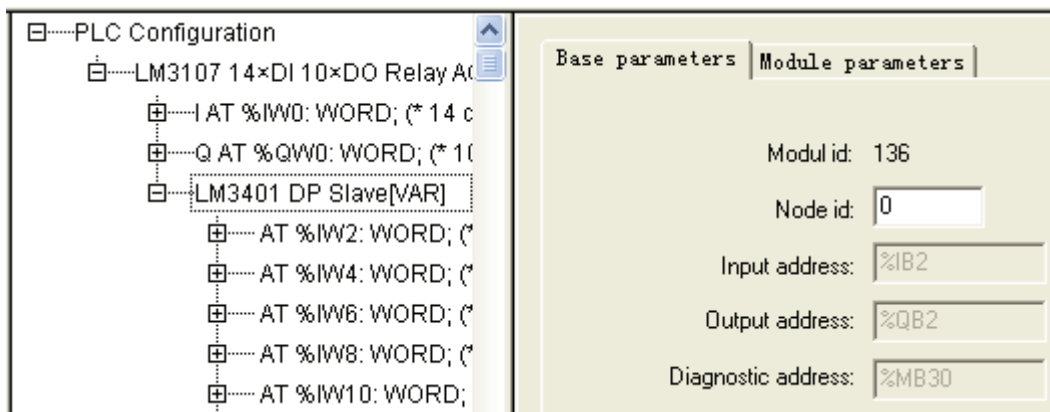 PLC Configuration
LM3107 14×DI 10×DO Relay AC
I AT %IW0: WORD; (* 14 c
Q AT %QW0: WORD; (* 10
LM3401 DP Slave[VAR]
AT %IW2: WORD; (*
AT %IW4: WORD; (*
AT %IW6: WORD; (*
AT %IW8: WORD; (*
AT %IW10: WORD;
Base parameters
Module parameters
Modul id: 136
Node id: 0
Input address: %IB2
Output address: %QB2
Diagnostic address: %MB30